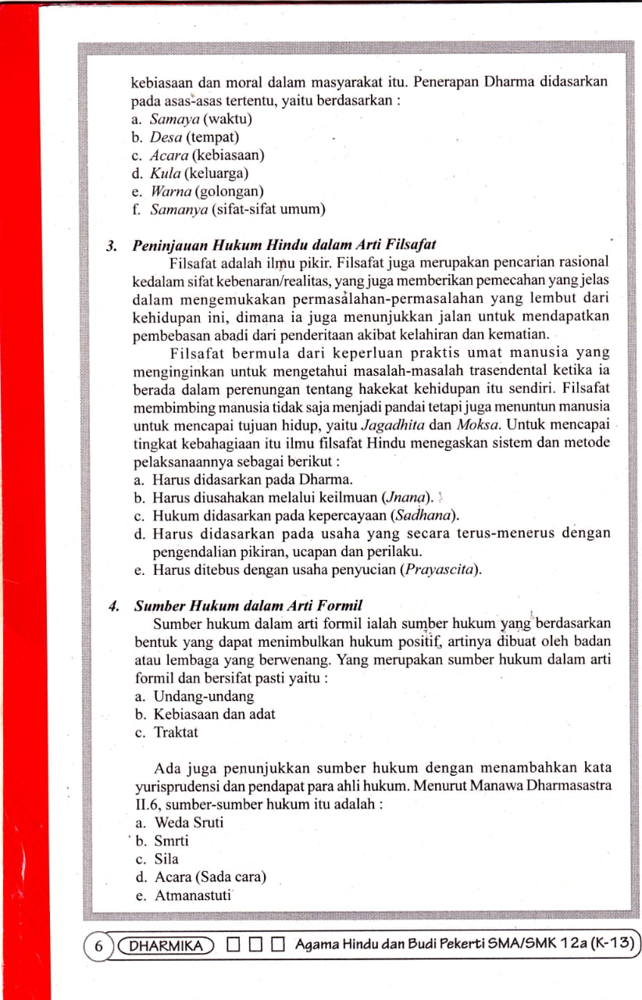 kebiasaan dan moral dalam masyarakat itu. Penerapan Dharma didasarkan
pada asas-asas tertentu, yaitu berdasarkan :
a. Samaya (waktu)
b. Desa (tempat)
c. Acara (kebiasaan)
d. Kula (keluarga)
e. Warna (golongan)
f. Samanya (sifat-sifat umum)
3. Peninjauan Hukum Hindu dalam Arti Filsafat
Filsafat adalah ilmu pikir. Filsafat juga merupakan pencarian rasional
kedalam sifat kebenaran/realitas, yang juga memberikan pemecahan yang jelas
dalam mengemukakan permasalahan-permasalahan yang lembut dari
kehidupan ini, dimana ia juga menunjukkan jalan untuk mendapatkan
pembebasan abadi dari penderitaan akibat kelahiran dan kematian.
Filsafat bermula dari keperluan praktis umat manusia yang
menginginkan untuk mengetahui masalah-masalah trasendental ketika ia
berada dalam perenungan tentang hakekat kehidupan itu sendiri. Filsafat
membimbing manusia tidak saja menjadi pandai tetapi juga menuntun manusia
untuk mencapai tujuan hidup, yaitu Jagadhita dan Moksa. Untuk mencapai
tingkat kebahagiaan itu ilmu filsafat Hindu menegaskan sistem dan metode
pelaksanaannya sebagai berikut :
a. Harus didasarkan pada Dharma.
b. Harus diusahakan melalui keilmuan (Jnana).
c. Hukum didasarkan pada kepercayaan (Sadhana).
d. Harus didasarkan pada usaha yang secara terus-menerus dengan
pengendalian pikiran, ucapan dan perilaku.
e. Harus ditebus dengan usaha penyucian (Prayascita).
4. Sumber Hukum dalam Arti Formil
Sumber hukum dalam arti formil ialah sumber hukum yang berdasarkan
bentuk yang dapat menimbulkan hukum positif, artinya dibuat oleh badan
atau lembaga yang berwenang. Yang merupakan sumber hukum dalam arti
formil dan bersifat pasti yaitu :
a. Undang-undang
b. Kebiasaan dan adat
c. Traktat
Ada juga penunjukkan sumber hukum dengan menambahkan kata
yurisprudensi dan pendapat para ahli hukum. Menurut Manawa Dharmasastra
II.6, sumber-sumber hukum itu adalah :
a. Weda Sruti
b. Smrti
c. Sila
d. Acara (Sada cara)
e. Atmanastuti
6 DHARMIKA Agama Hindu dan Budi Pekerti SMA/SMK 12a (K-13)